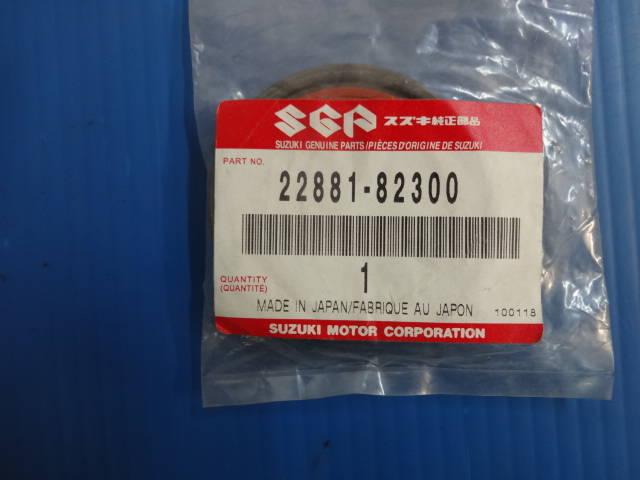 SGP スズキ純正部品
SUZUKI GENUINE PARTS/PIÈCES D'ORIGINE DE SUZUKI
PART NO.
22881-82300
QUANTITY
(QUANTITÉ)
1
MADE IN JAPAN/FABRIQUE AU JAPON
100118
SUZUKI MOTOR CORPORATION